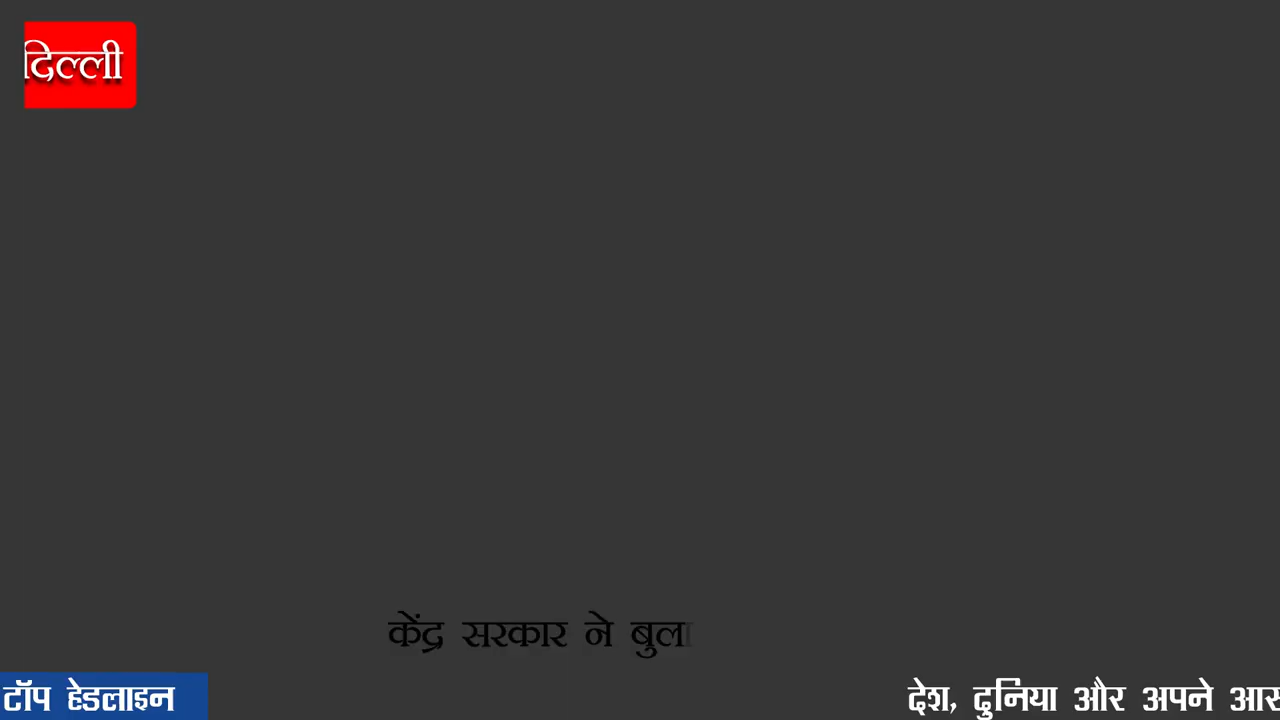 दिल्ली
केंद्र सरकार ने
टॉप हेडलाइन
देश, दुनिया और अपने